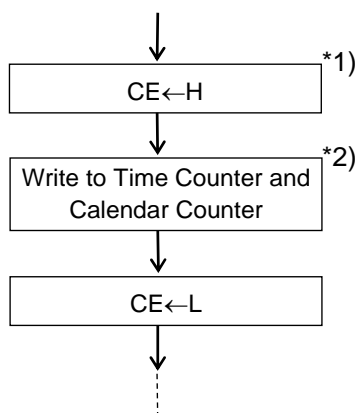 *1)
CE←H
*2)
Write to Time Counter and
Calendar Counter
CE←L